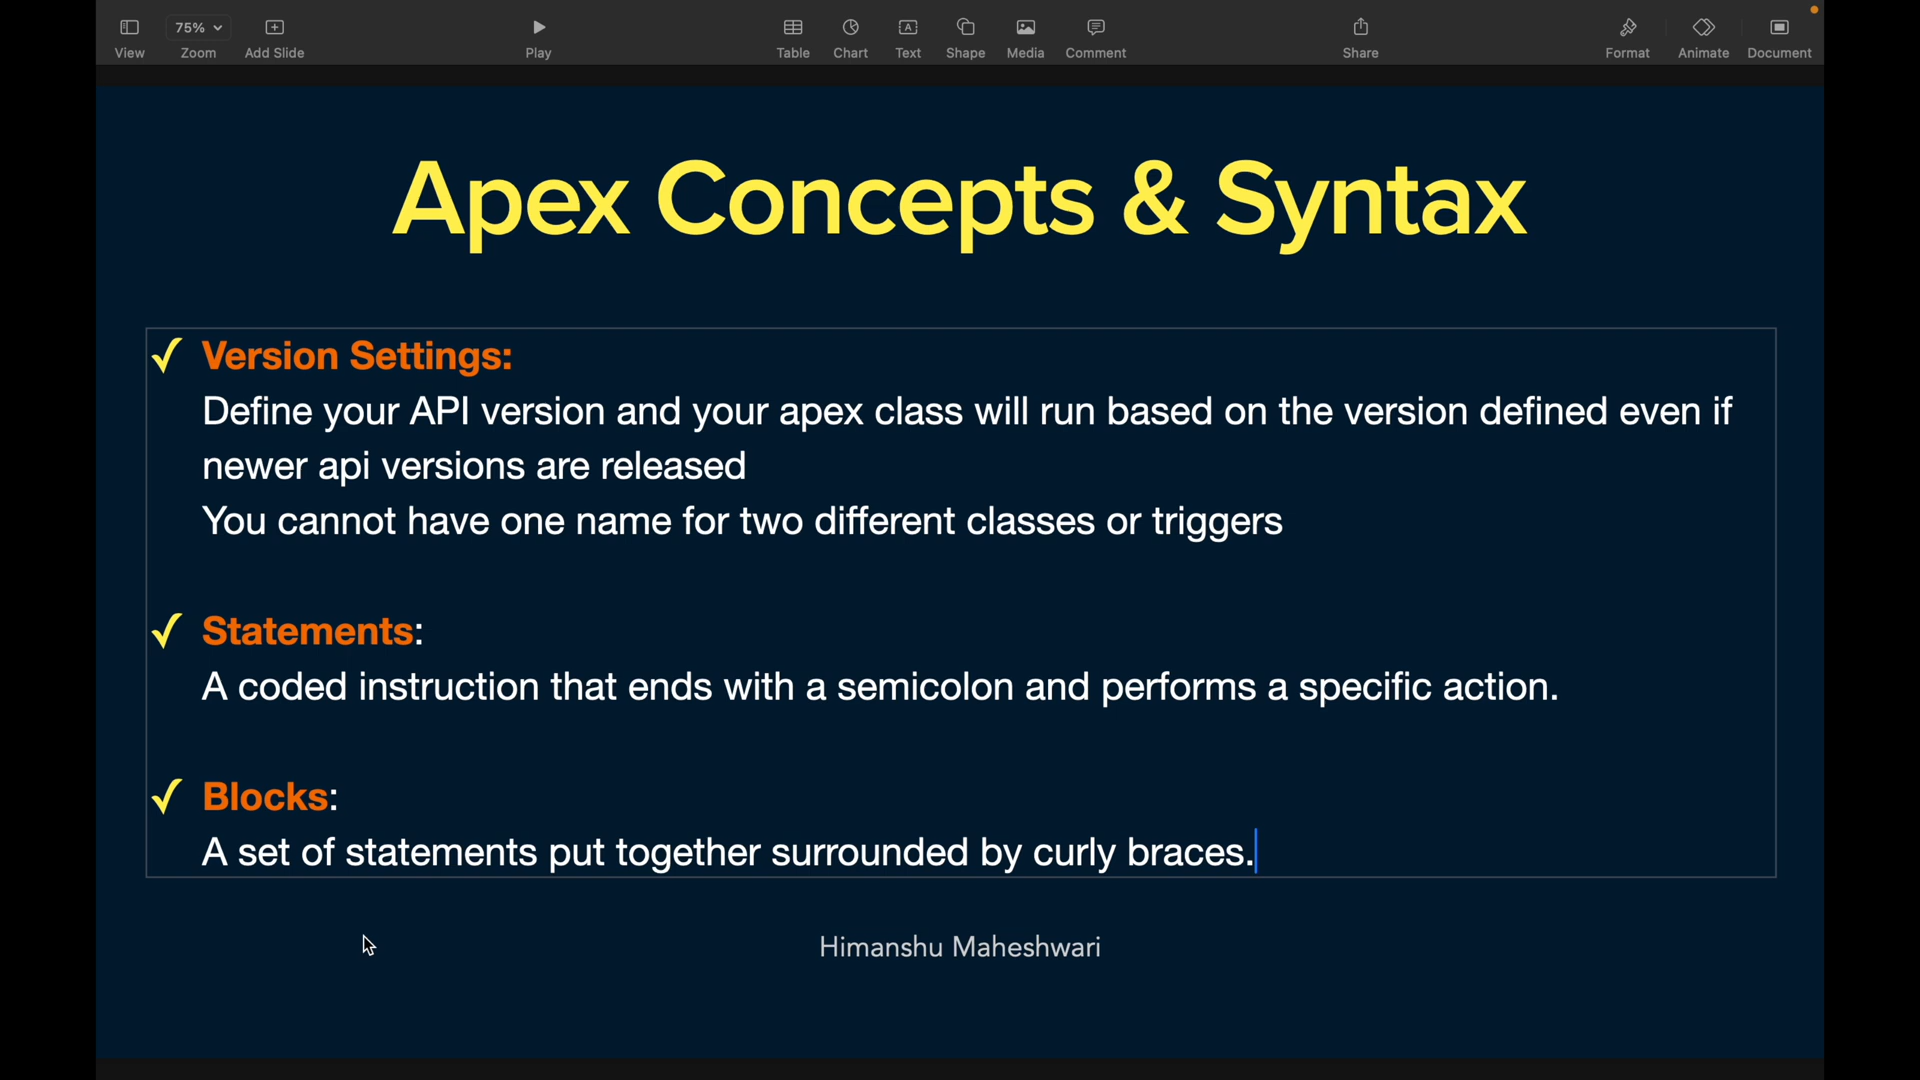 View
75%
Zoom
Add Slide
Play
Table
Chart
Text
Shape
Media
Comment
Share
Format
Animate
Document
Apex Concepts & Syntax
✓ Version Settings:
Define your API version and your apex class will run based on the version defined even if
newer api versions are released
You cannot have one name for two different classes or triggers
✓ Statements:
A coded instruction that ends with a semicolon and performs a specific action.
✓ Blocks:
A set of statements put together surrounded by curly braces.
Himanshu Maheshwari